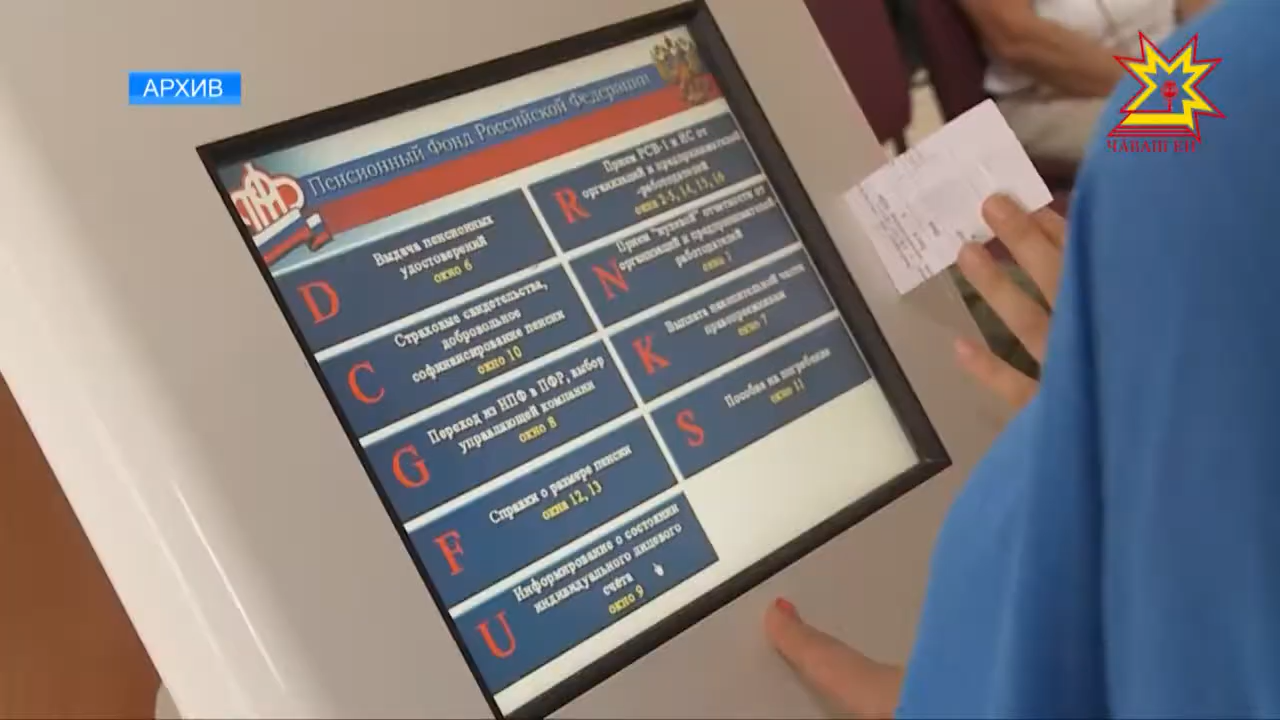 АРХИВ
ЧӐВАШ ЕН
Пенсионный Фонд Российской Федерации
D
Выдача пенсионных
удостоверений
окно 6
C
Страховые свидетельства,
добровольное
софинансирование пенсии
окно 10
G
Переход из НПФ в ПФР, выбор
управляющей компании
окно 8
F
Справки о размере пенсии
окна 12, 13
U
Информирование о состоянии
индивидуального лицевого
счёта
окно 9
R
Прием РСВ-1 и ИС от
организаций и предпринимателей
-работодателей
окна 2-5, 14, 15, 16
N
Прием "нулевой" отчетности от
организаций и предпринимателей-
работодателей
окно 1
K
Выплата накопительной части
правопреемникам
окно 7
S
Пособие на погребение
окно 11